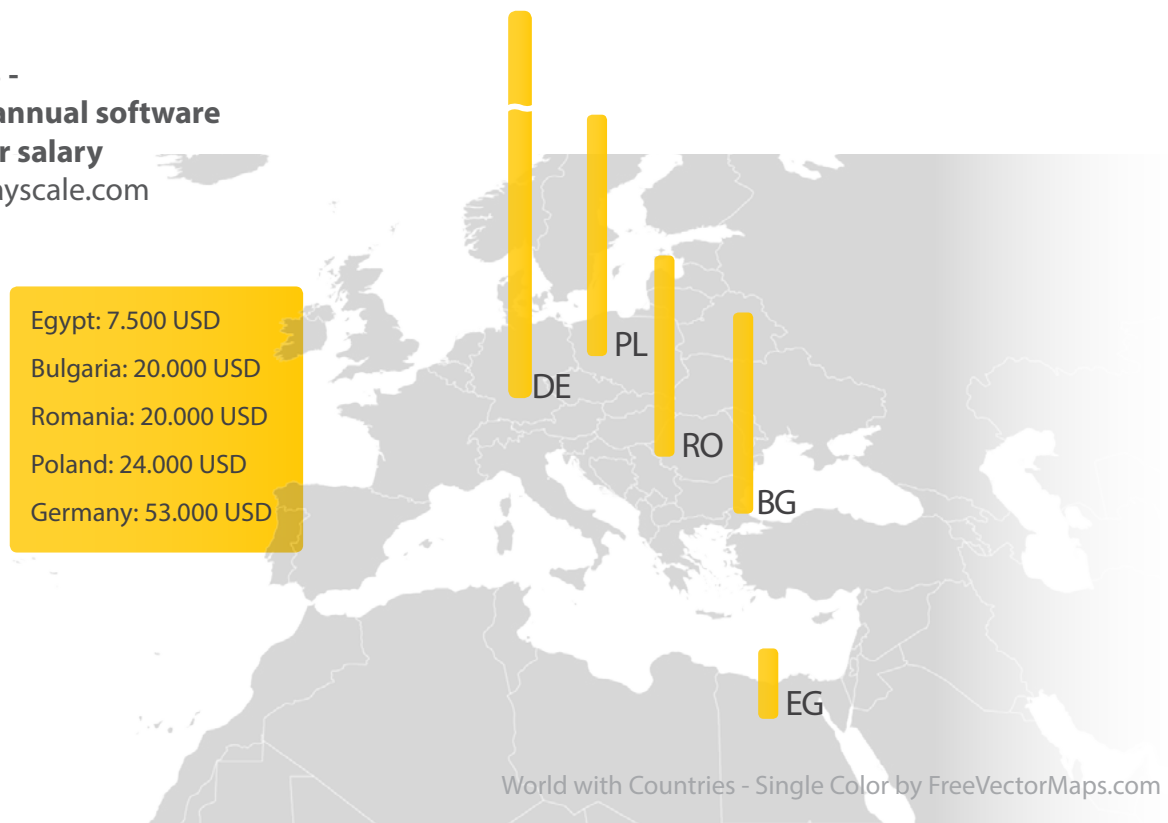 -
annual software
r salary
yscale.com
Egypt: 7.500 USD
Bulgaria: 20.000 USD
Romania: 20.000 USD
Poland: 24.000 USD
Germany: 53.000 USD
PL
DE
RO
BG
EG
World with Countries - Single Color by FreeVectorMaps.com